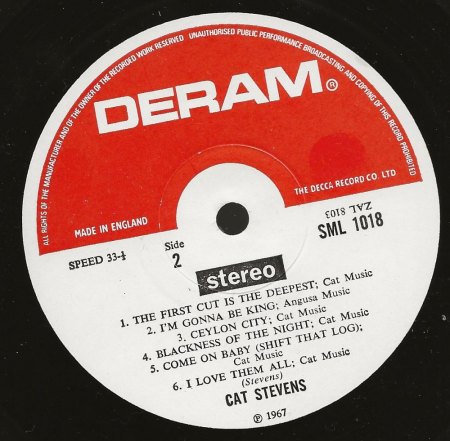 ALL RIGHTS OF THE MANUFACTURER AND OF THE OWNER OF THE RECORDED WORK RESERVED UNAUTHORISED PUBLIC PERFORMANCE BROADCASTING AND COPYING OF THIS RECORD PROHIBITED
DERAM®
THE DECCA RECORD CO. LTD
MADE IN ENGLAND
ZAL 8103
SPEED 33⅓
Side
2
SML 1018
stereo
1. THE FIRST CUT IS THE DEEPEST; Cat Music
2. I'M GONNA BE KING; Angusa Music
3. CEYLON CITY; Cat Music
4. BLACKNESS OF THE NIGHT; Cat Music
5. COME ON BABY (SHIFT THAT LOG);
Cat Music
6. I LOVE THEM ALL; Cat Music
(Stevens)
CAT STEVENS
℗ 1967